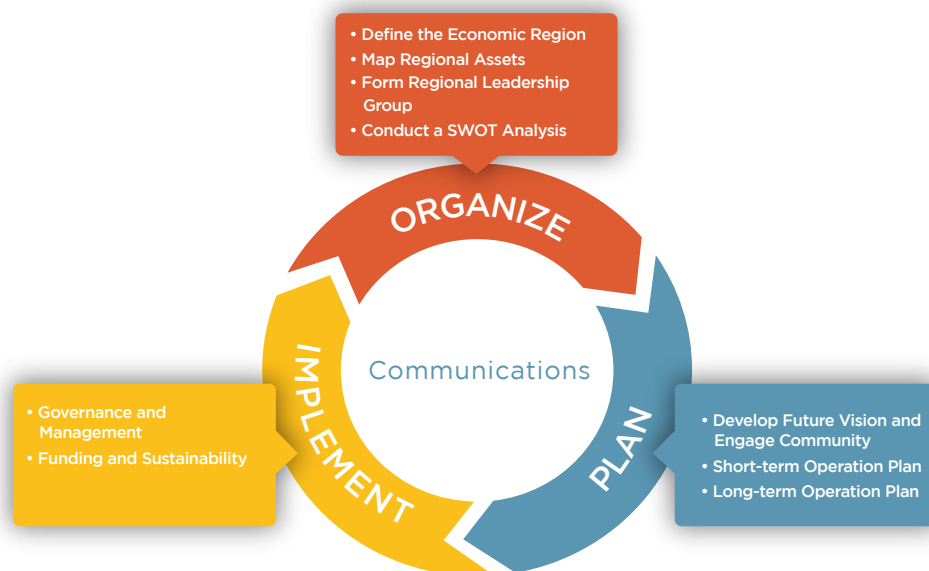 • Define the Economic Region
• Map Regional Assets
• Form Regional Leadership
Group
• Conduct a SWOT Analysis
ORGANIZE
Communications
IMPLEMENT
PLAN
• Governance and
Management
• Funding and Sustainability
• Develop Future Vision and
Engage Community
• Short-term Operation Plan
• Long-term Operation Plan